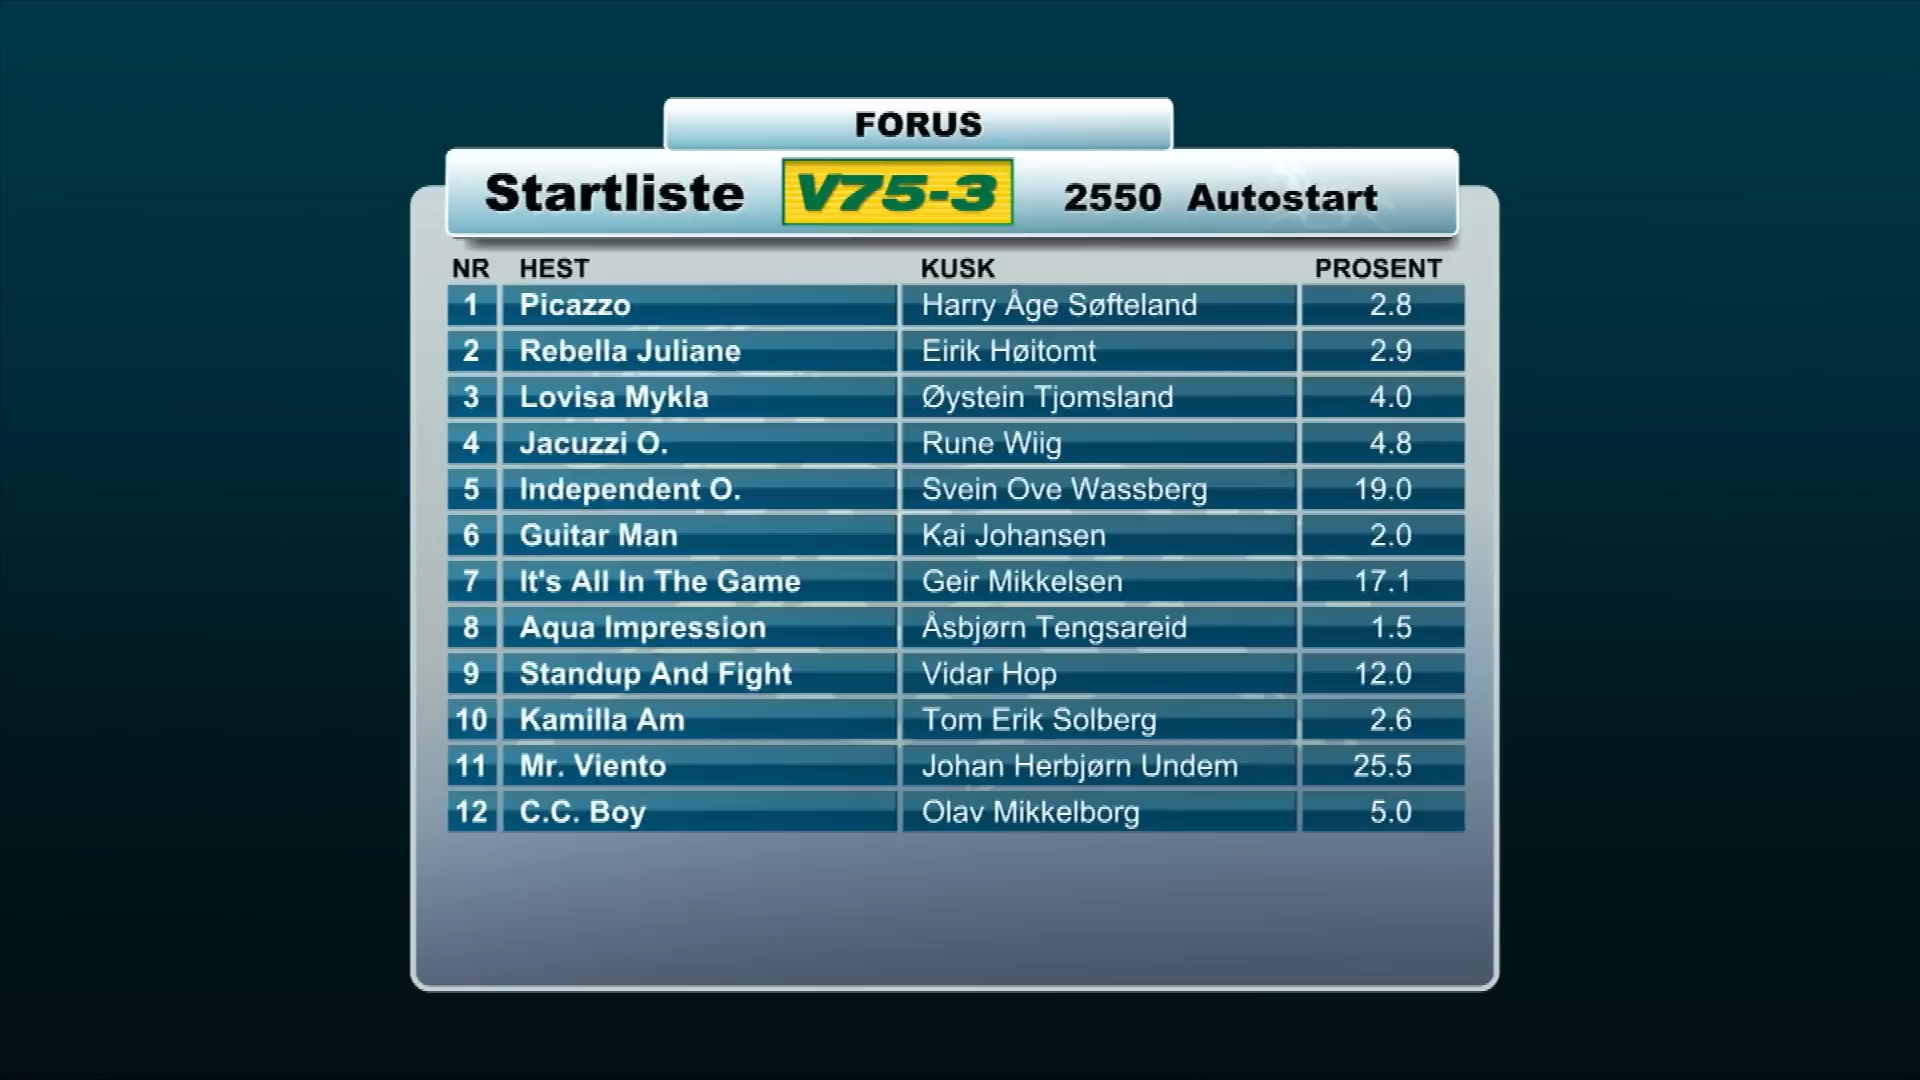 FORUS
Startliste V75-3 2550 Autostart
NR HEST KUSK PROSENT
1 Picazzo Harry Åge Søfteland 2.8
2 Rebella Juliane Eirik Høitomt 2.9
3 Lovisa Mykla Øystein Tjomsland 4.0
4 Jacuzzi O. Rune Wiig 4.8
5 Independent O. Svein Ove Wassberg 19.0
6 Guitar Man Kai Johansen 2.0
7 It's All In The Game Geir Mikkelsen 17.1
8 Aqua Impression Åsbjørn Tengsareid 1.5
9 Standup And Fight Vidar Hop 12.0
10 Kamilla Am Tom Erik Solberg 2.6
11 Mr. Viento Johan Herbjørn Undem 25.5
12 C.C. Boy Olav Mikkelborg 5.0